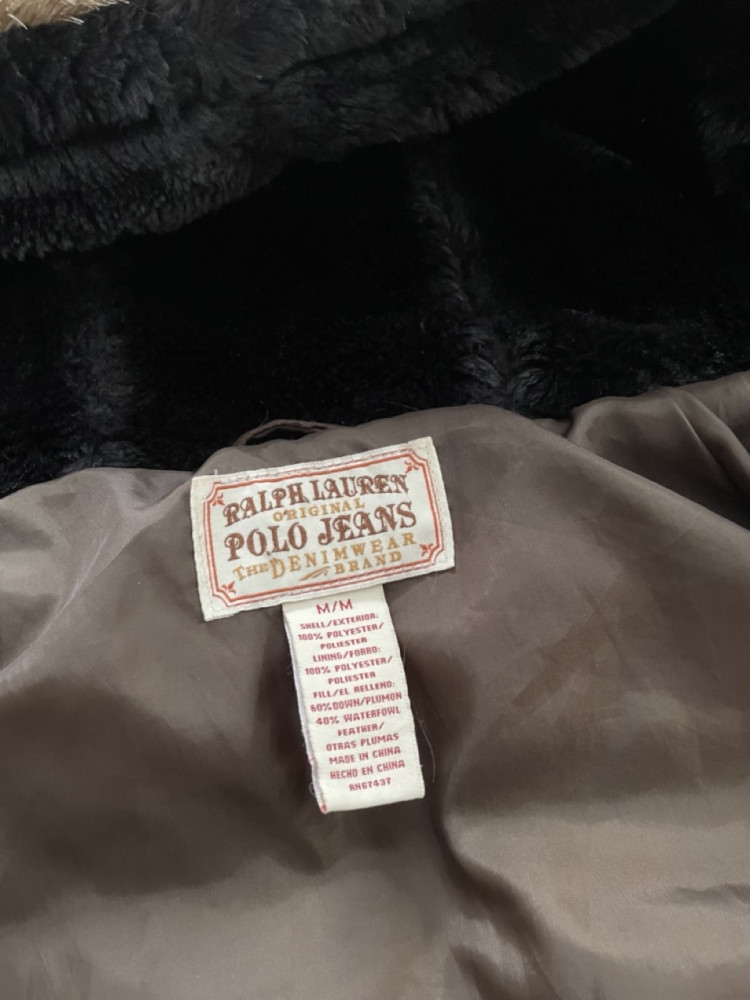 RALPH LAUREN
ORIGINAL
POLO JEANS
THE DENIMWEAR
BRAND
M/M
SHELL/EXTERIOR:
100% POLYESTER/
POLIESTER
LINING/FORRO:
100% POLYESTER/
POLIESTER
FILL/EL RELLENO:
60%DOWN/PLUMON
40% WATERFOWL
FEATHER/
OTRAS PLUMAS
MADE IN CHINA
HECHO EN CHINA
RN67437